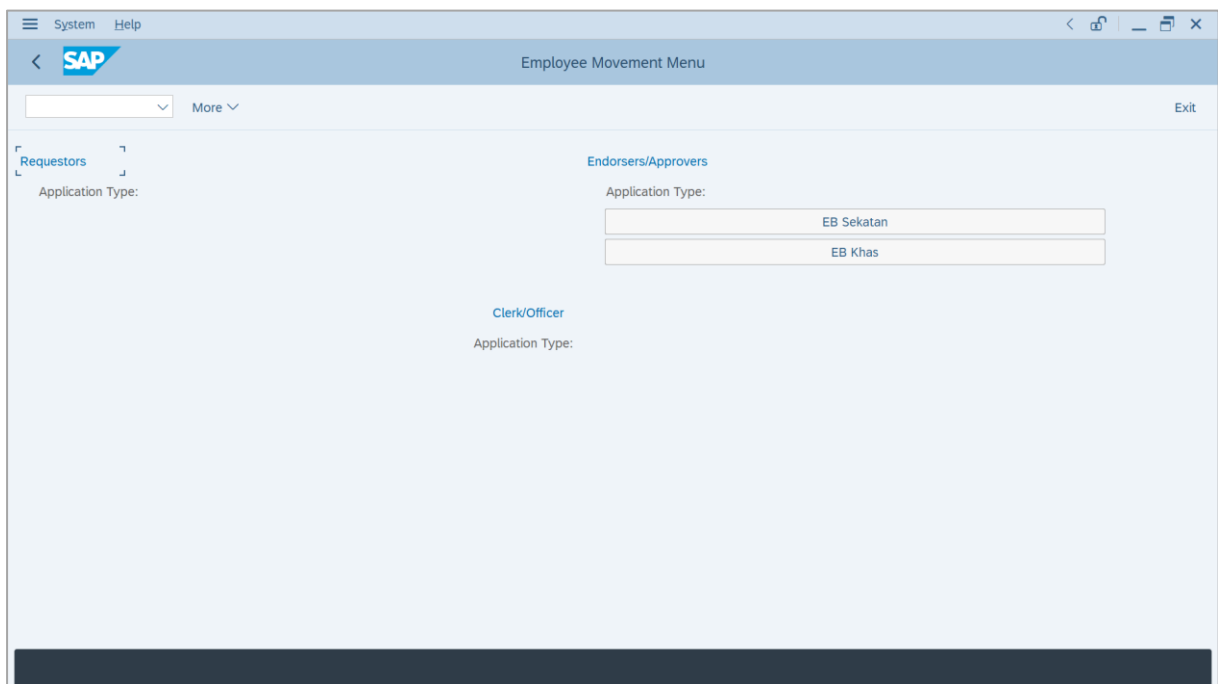 System Help
SAP
Employee Movement Menu
More
Exit
Requestors
Application Type:
Endorsers/Approvers
Application Type:
EB Sekatan
EB Khas
Clerk/Officer
Application Type: